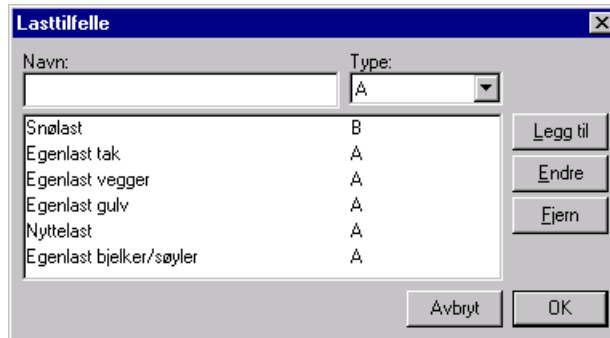 Lasttilfelle
Navn: Type:
A
Snølast B
Egenlast tak A
Egenlast vegger A
Egenlast gulv A
Nyttelast A
Egenlast bjelker/søyler A
Legg til
Endre
Fjern
Avbryt OK